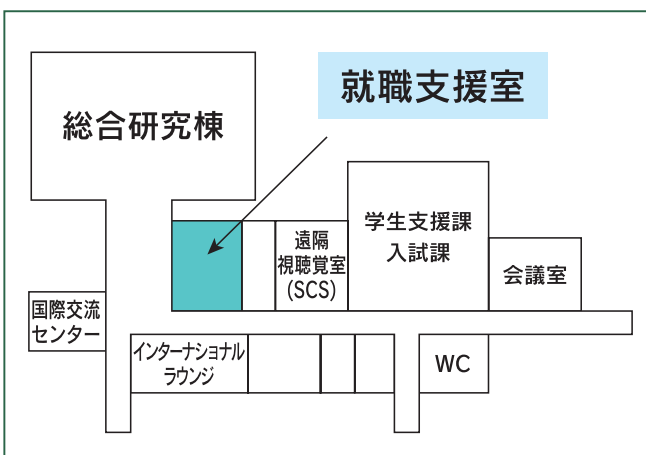 就職支援室
総合研究棟
学生支援課
入試課
遠隔
視聴覚室
(SCS)
会議室
国際交流
センター
インターナショナル
ラウンジ
WC